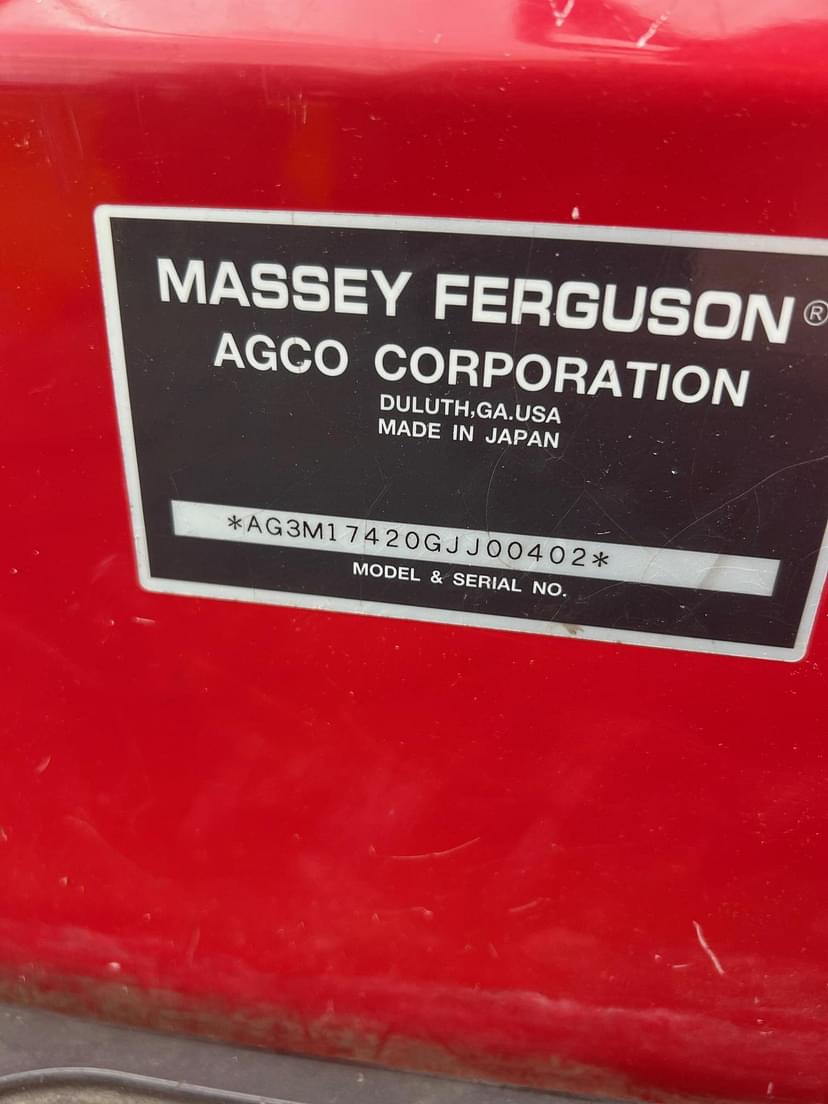 MASSEY FERGUSON®
AGCO CORPORATION
DULUTH,GA.USA
MADE IN JAPAN
*AG3M17420GJJ00402*
MODEL & SERIAL NO.